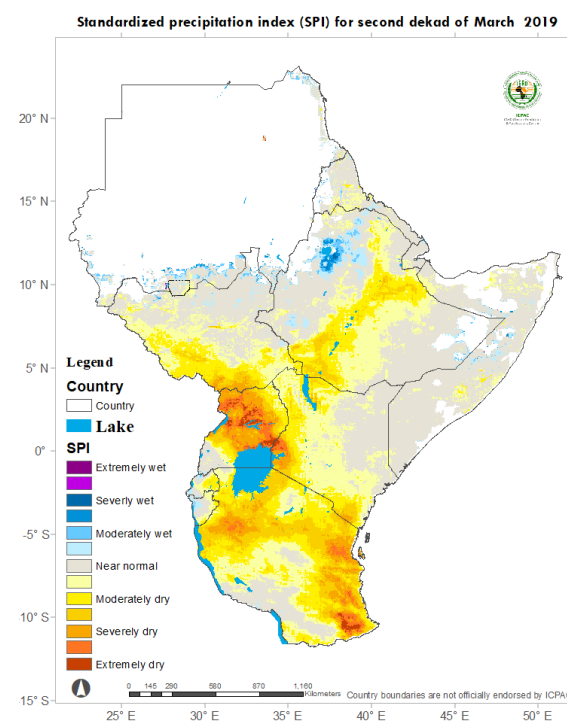 Standardized precipitation index (SPI) for second dekad of March 2019
20° N
15° N
10° N
5° N
0°
-5° S
-10° S
15° S
ICPAC
Legend
Country
Country
Lake
SPI
Extremely wet
Severly wet
Moderately wet
Near normal
Moderately dry
Severely dry
Extremely dry
0 145 290 580 870 1,160
Kilometers
Country boundaries are not officially endorsed by ICPAC
25° E 30° E 35° E 40° E 45° E 50° E